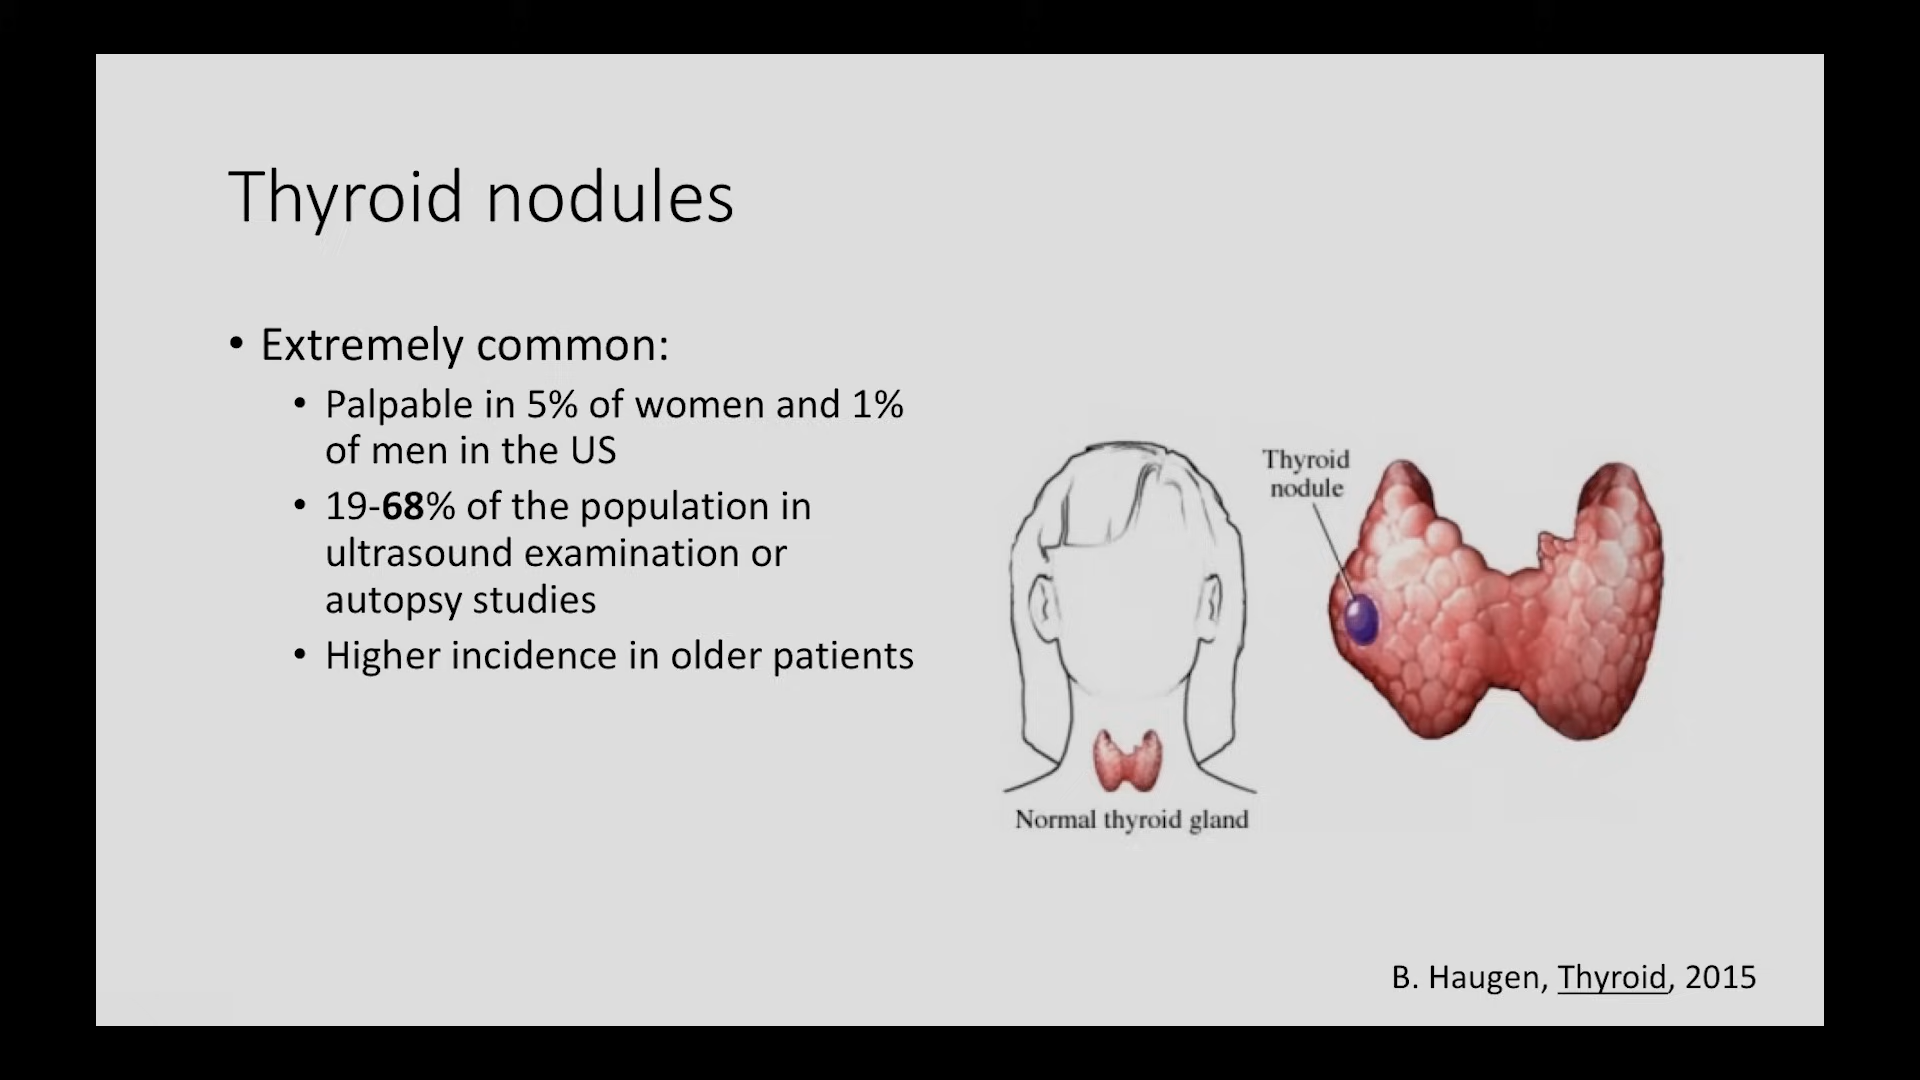 Thyroid nodules
• Extremely common:
• Palpable in 5% of women and 1%
of men in the US
• 19-68% of the population in
ultrasound examination or
autopsy studies
• Higher incidence in older patients
Thyroid
nodule
Normal thyroid gland
B. Haugen, Thyroid, 2015